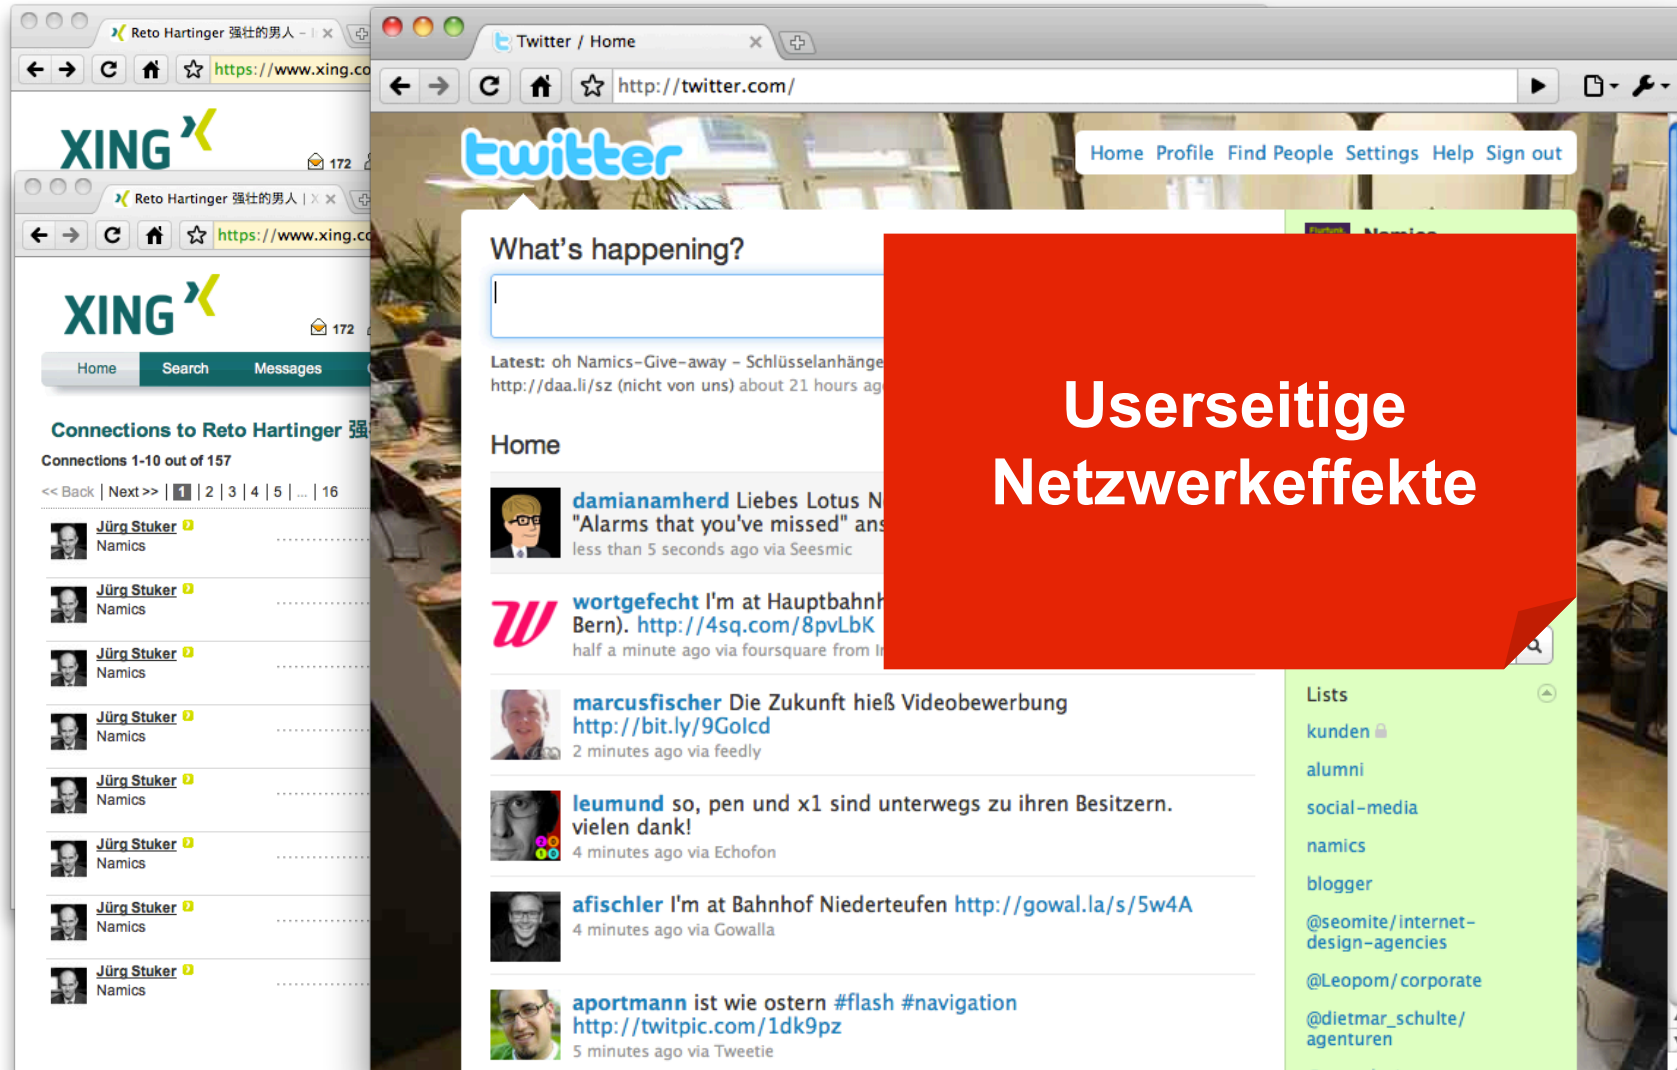 Reto Hartinger 强壮的男人 –
https://www.xing.co
XING
172
Reto Hartinger 强壮的男人 | X
https://www.xing.co
XING
172
Home Search Messages
Connections to Reto Hartinger
Connections 1-10 out of 157
<< Back | Next >> | 1 | 2 | 3 | 4 | 5 | ... | 16
Jürg Stuker
Namics
Jürg Stuker
Namics
Jürg Stuker
Namics
Jürg Stuker
Namics
Jürg Stuker
Namics
Jürg Stuker
Namics
Jürg Stuker
Namics
Jürg Stuker
Namics
Twitter / Home
http://twitter.com/
twitter
Home Profile Find People Settings Help Sign out
What's happening?
Latest: oh Namics-Give-away – Schlüsselanhänge
http://daa.li/sz (nicht von uns) about 21 hours ag
Home
damianamherd Liebes Lotus N
"Alarms that you've missed" ans
less than 5 seconds ago via Seesmic
wortgefecht I'm at Hauptbahnh
Bern). http://4sq.com/8pvLbK
half a minute ago via foursquare from
marcusfischer Die Zukunft hieß Videobewerbung
http://bit.ly/9GoIcd
2 minutes ago via feedly
leumund so, pen und x1 sind unterwegs zu ihren Besitzern.
vielen dank!
4 minutes ago via Echofon
afischler I'm at Bahnhof Niederteufen http://gowal.la/s/5w4A
4 minutes ago via Gowalla
aportmann ist wie ostern #flash #navigation
http://twitpic.com/1dk9pz
5 minutes ago via Tweetie
Userseitige
Netzwerkeffekte
Lists
kunden
alumni
social-media
namics
blogger
@seomite/internet-
design-agencies
@Leopom/corporate
@dietmar_schulte/
agenturen